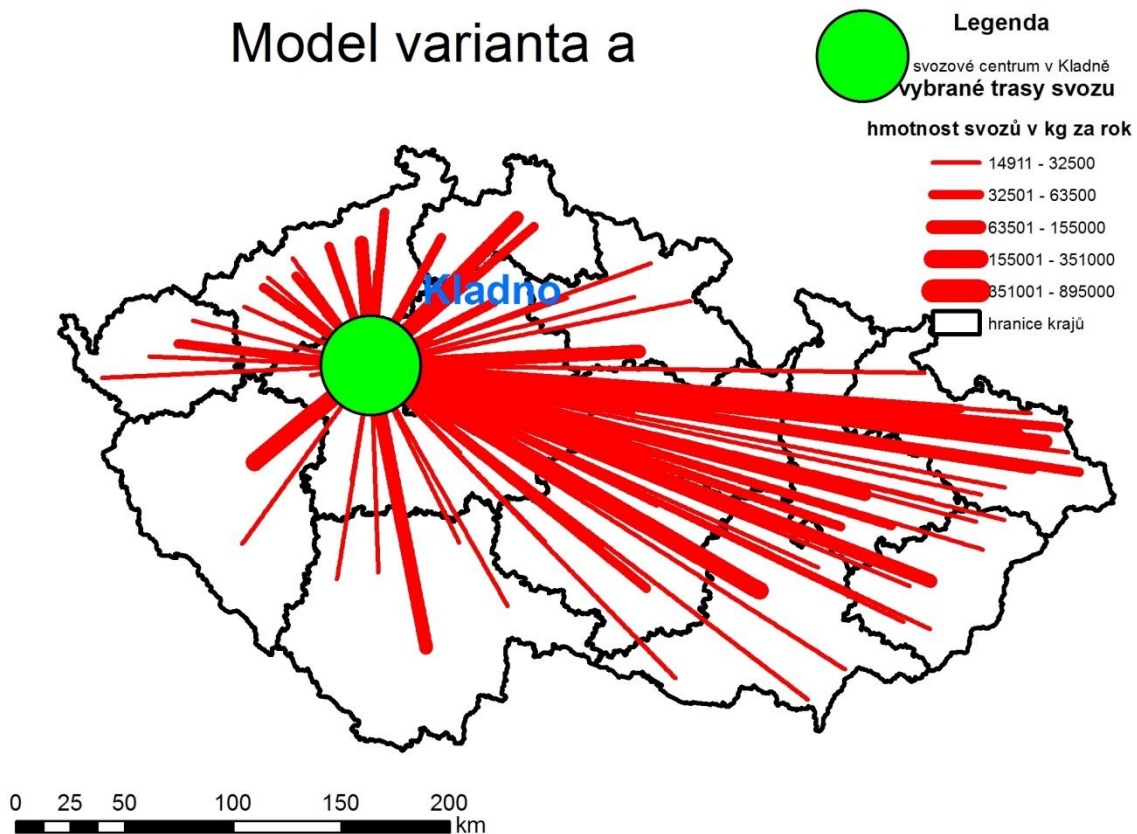 Model varianta a
Legenda
svozové centrum v Kladně
vybrané trasy svozu
hmotnost svozů v kg za rok
14911 - 32500
32501 - 63500
63501 - 155000
155001 - 351000
351001 - 895000
hranice krajů
Kladno
0 25 50 100 150 200
km